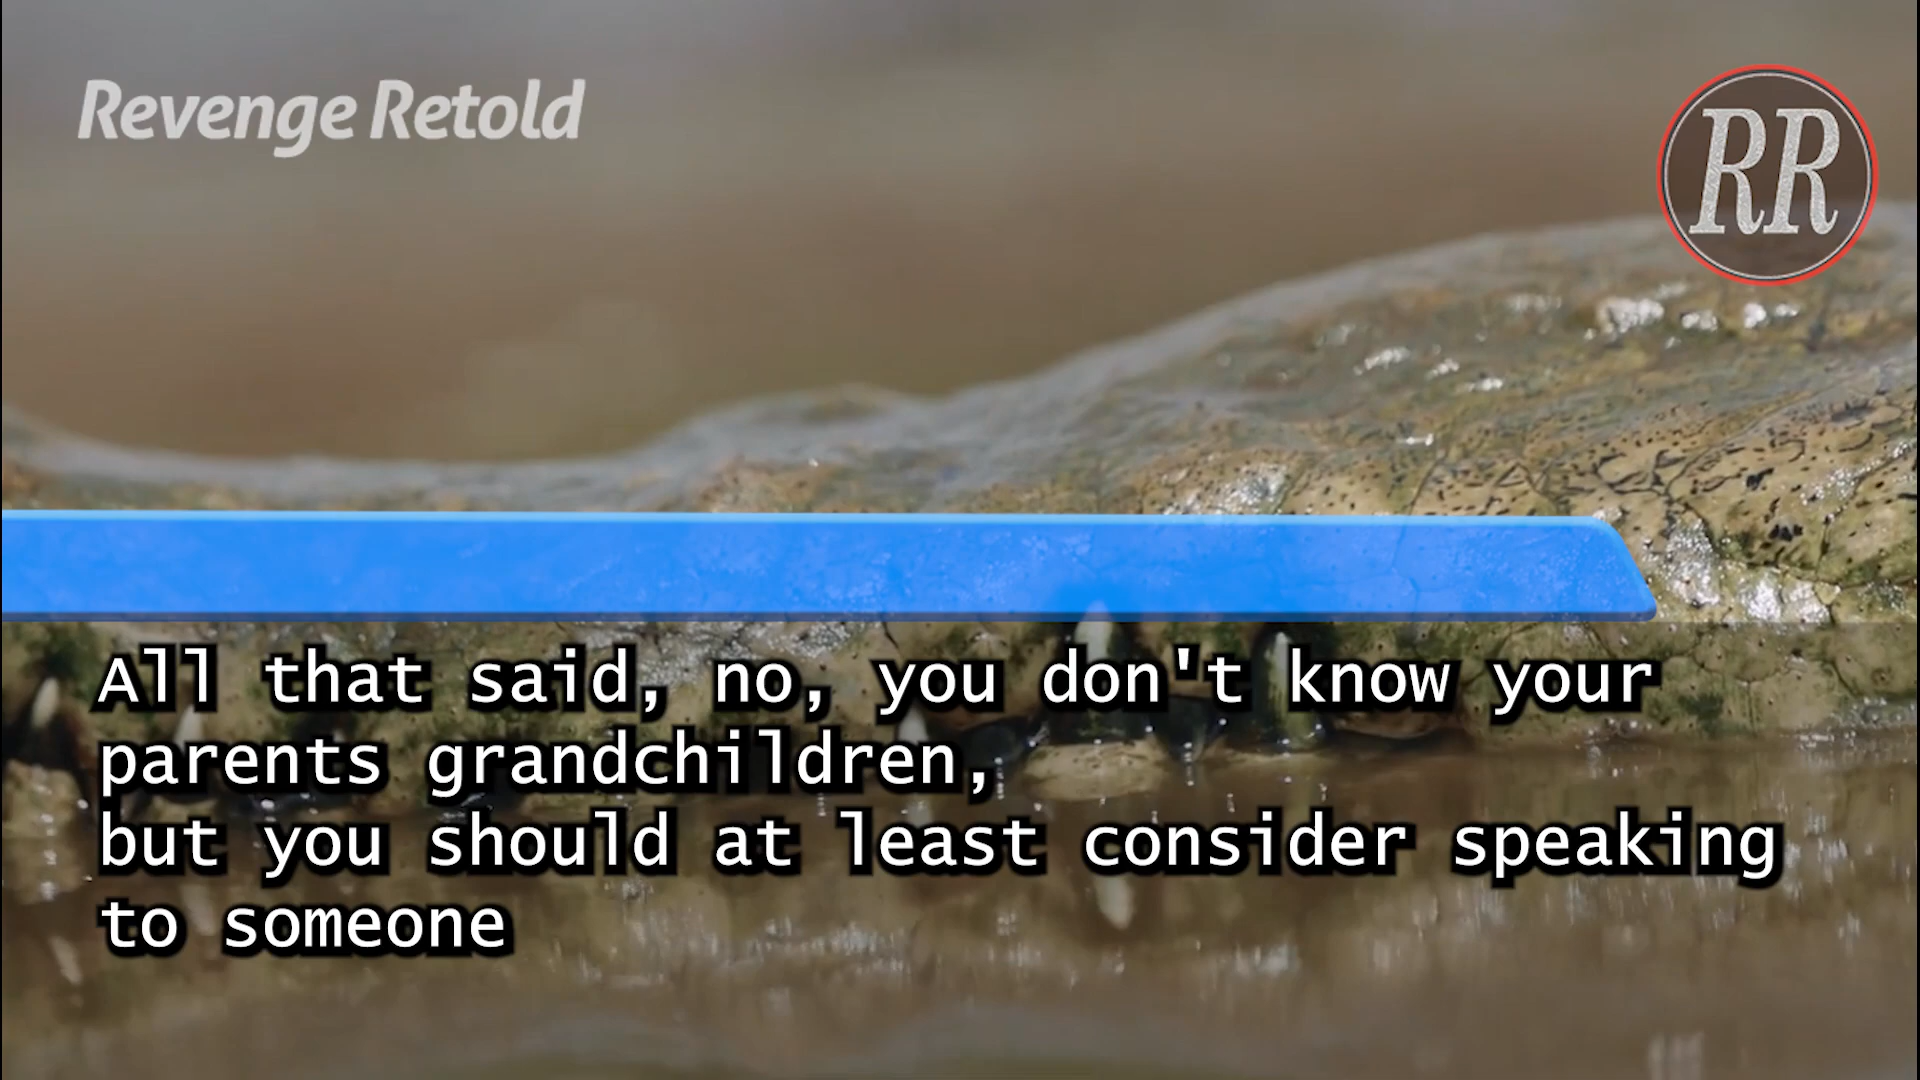 Revenge Retold
RR
All that said, no, you don't know your
parents grandchildren,
but you should at least consider speaking
to someone